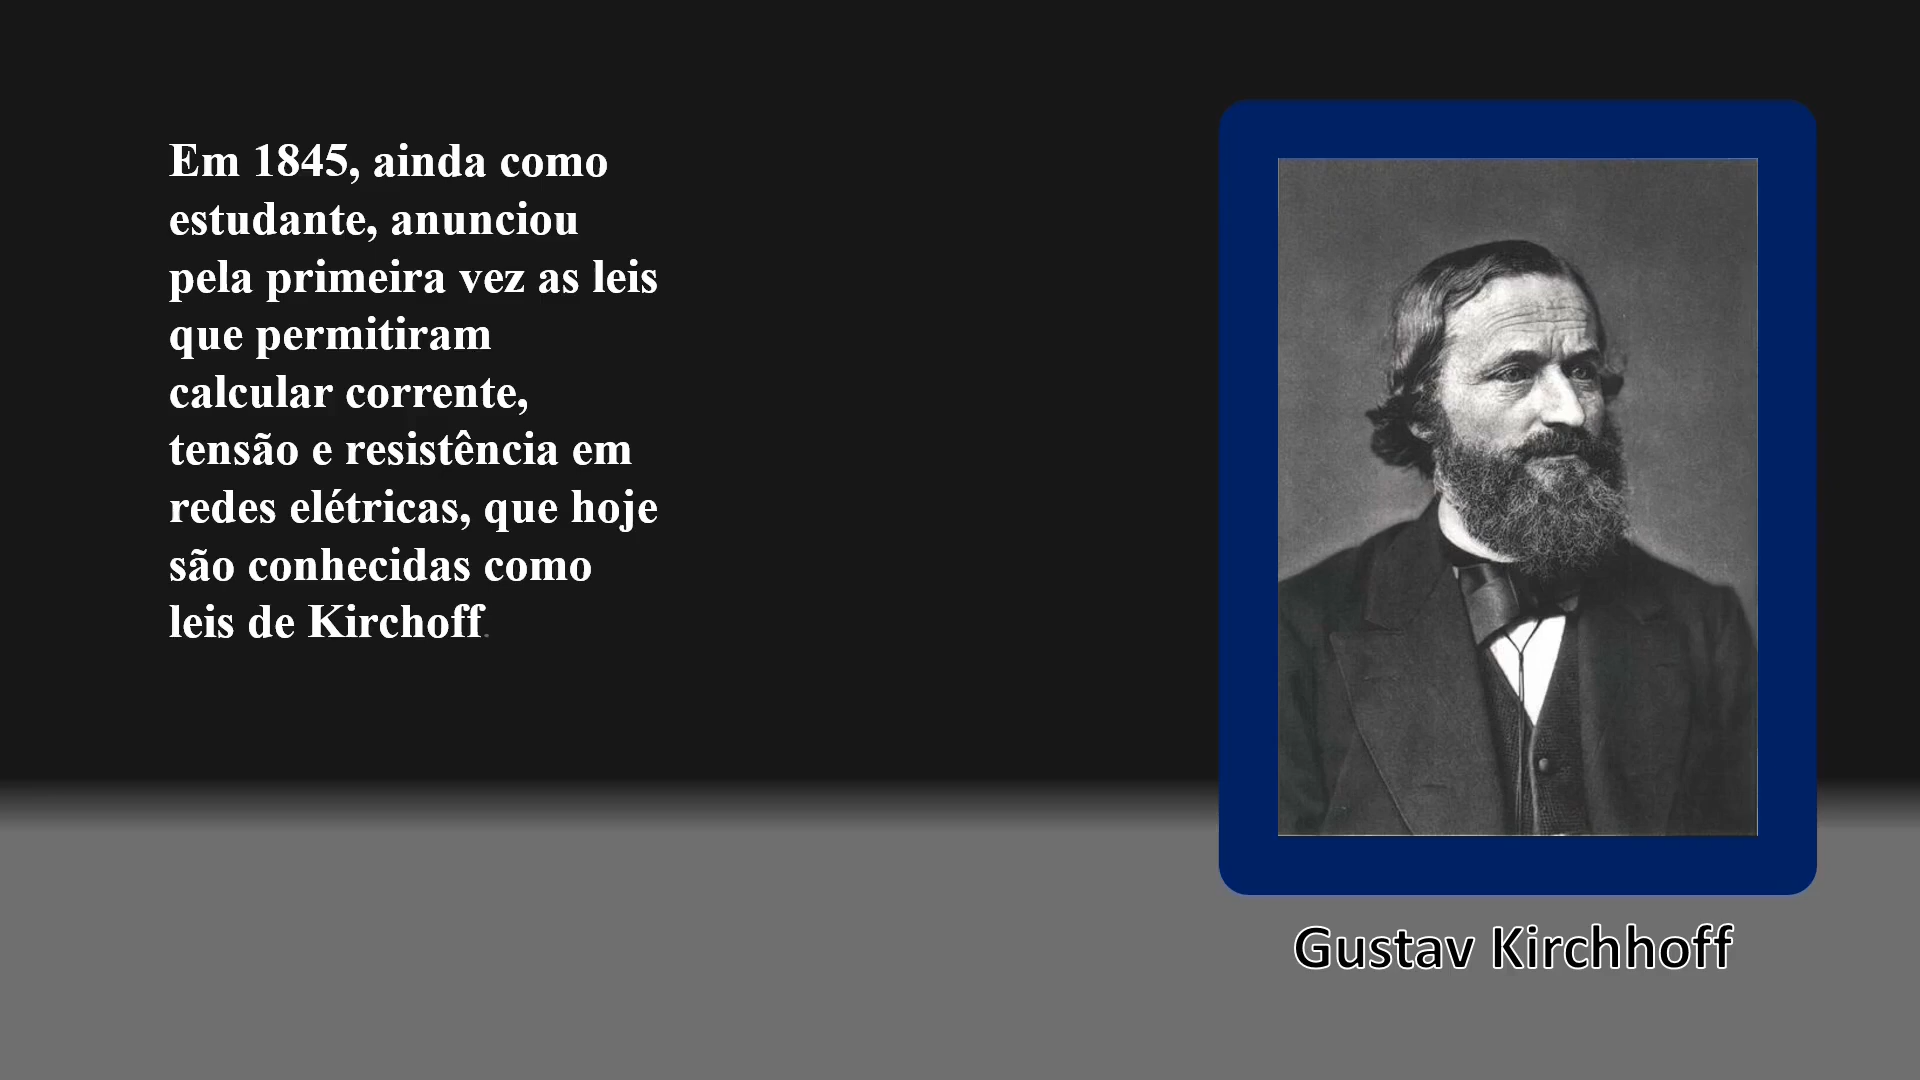 Em 1845, ainda como
estudante, anunciou
pela primeira vez as leis
que permitiram
calcular corrente,
tensão e resistência em
redes elétricas, que hoje
são conhecidas como
leis de Kirchoff.
Gustav Kirchhoff